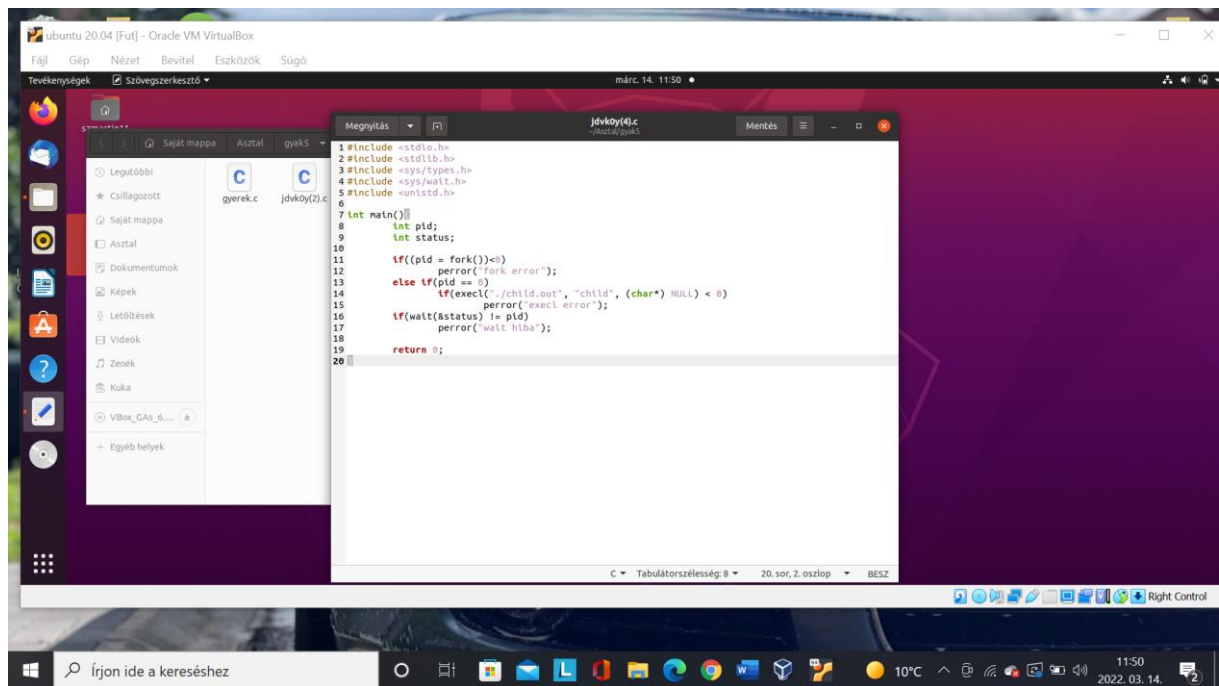 ubuntu 20.04 [Fut] - Oracle VM VirtualBox
Fájl Gép Nézet Bevitel Eszközök Súgó
Tevékenységek Szövegszerkesztő márc. 14. 11:50
Saját mappa Asztal gyak5
Legutóbbi
Csillagozott
Saját mappa
Asztal
Dokumentumok
Képek
Letöltések
Videók
Zenék
Kuka
VBox_GAs_6....
Egyéb helyek
gyerek.c jdvk0y(2).c
Megnyitás jdvk0y(4).c Mentés
~/Asztal/gyak5
1 #include <stdio.h>
2 #include <stdlib.h>
3 #include <sys/types.h>
4 #include <sys/wait.h>
5 #include <unistd.h>
6
7 int main(){
8 int pid;
9 int status;
10
11 if((pid = fork())<0)
12 perror("fork error");
13 else if(pid == 0)
14 if(execl("./child.out", "child", (char*) NULL) < 0)
15 perror("execl error");
16 if(wait(&status) != pid)
17 perror("wait hiba");
18
19 return 0;
20 }
C Tabulátorszélesség: 8 20. sor, 2. oszlop BESZ
Right Control
Írjon ide a kereséshez
10°C
11:50
2022. 03. 14.
2